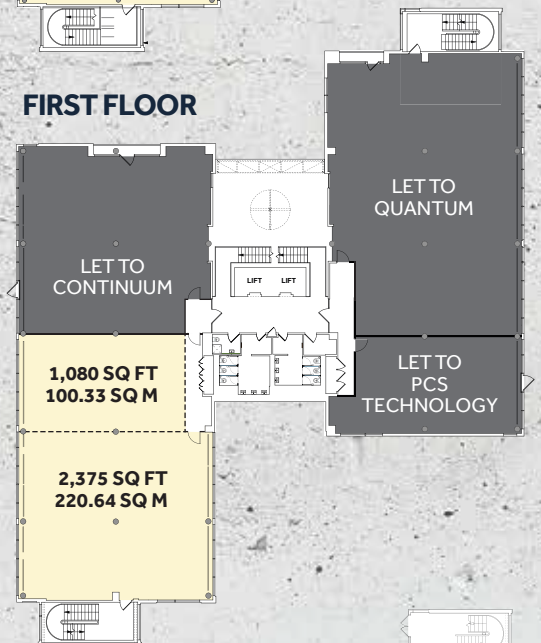 FIRST FLOOR
LET TO
QUANTUM
LET TO
CONTINUUM
LIFT LIFT
1,080 SQ FT
100.33 SQ M
LET TO
PCS
TECHNOLOGY
2,375 SQ FT
220.64 SQ M